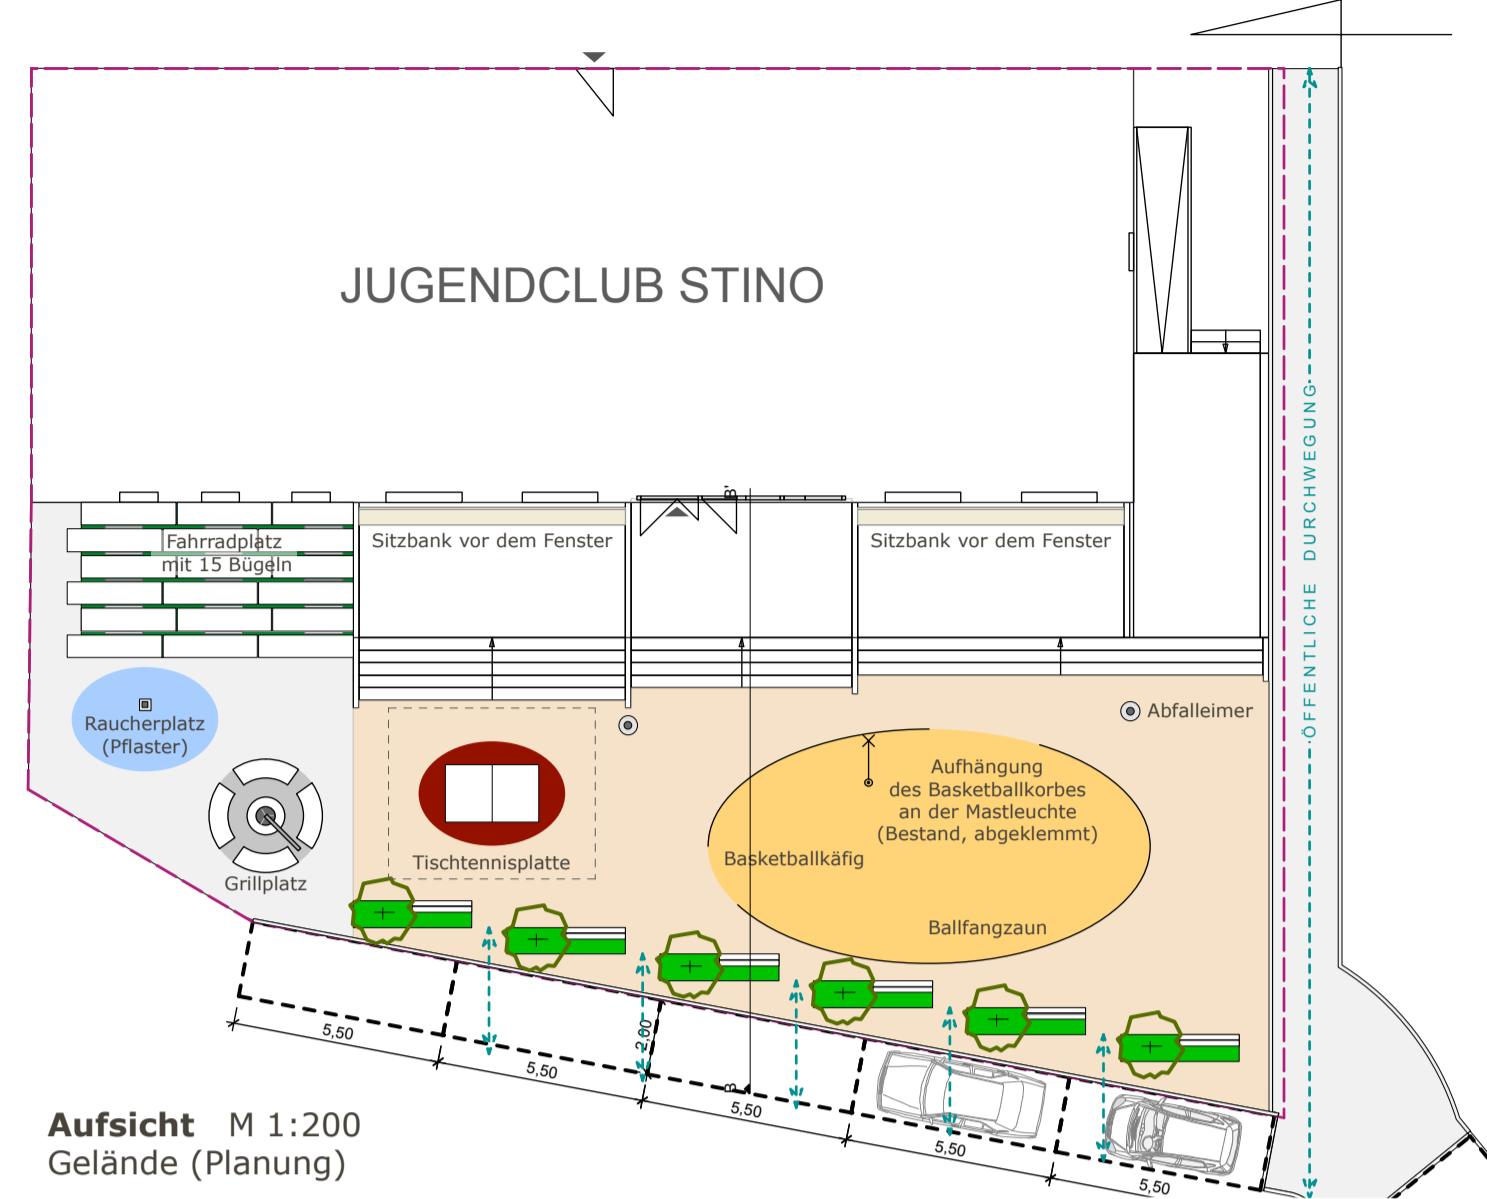 JUGENDCLUB STINO
B'
Fahrradplatz
mit 15 Bügeln
Sitzbank vor dem Fenster
Sitzbank vor dem Fenster
ÖFFENTLICHE DURCHWEGUNG
Raucherplatz
(Pflaster)
Abfalleimer
Aufhängung
des Basketballkorbes
an der Mastleuchte
(Bestand, abgeklemmt)
Tischtennisplatte
Basketballkäfig
Grillplatz
Ballfangzaun
5,50
5,50
2,00
B
5,50
5,50
5,50
Aufsicht M 1:200
Gelände (Planung)